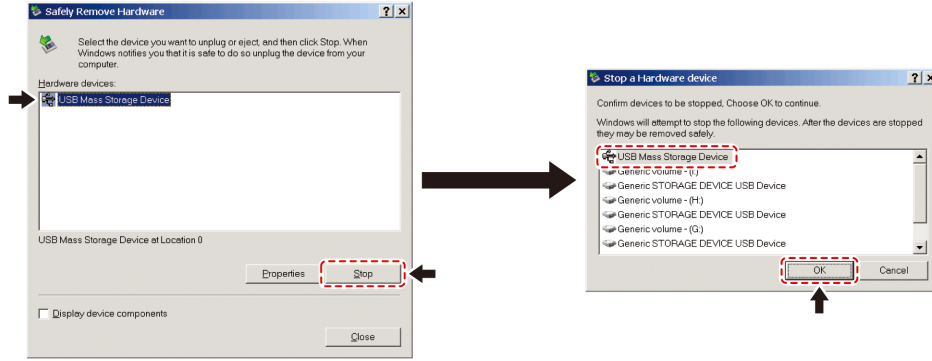 Safely Remove Hardware
Select the device you want to unplug or eject, and then click Stop. When
Windows notifies you that it is safe to do so unplug the device from your
computer.
Hardware devices:
USB Mass Storage Device
USB Mass Storage Device at Location 0
Properties
Stop
Display device components
Close
Stop a Hardware device
Confirm devices to be stopped, Choose OK to continue.
Windows will attempt to stop the following devices. After the devices are stopped
they may be removed safely.
USB Mass Storage Device
Generic volume - (I:)
Generic STORAGE DEVICE USB Device
Generic volume - (H:)
Generic STORAGE DEVICE USB Device
Generic volume - (G:)
Generic STORAGE DEVICE USB Device
OK
Cancel